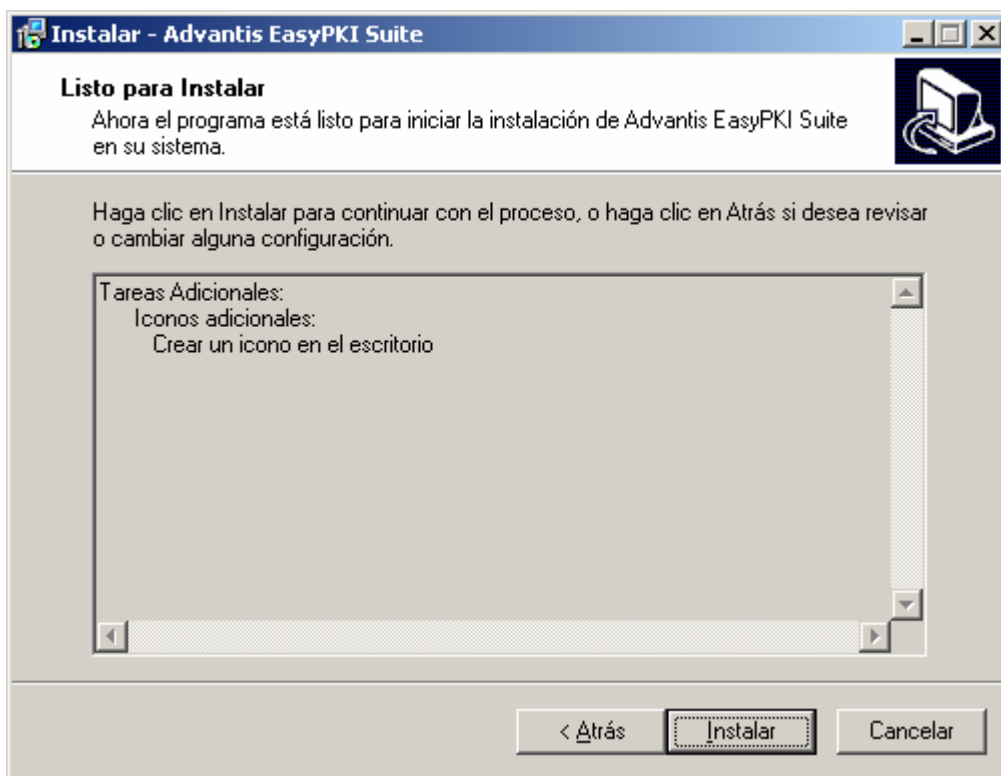 Instalar - Advantis EasyPKI Suite
Listo para Instalar
Ahora el programa está listo para iniciar la instalación de Advantis EasyPKI Suite
en su sistema.
Haga clic en Instalar para continuar con el proceso, o haga clic en Atrás si desea revisar
o cambiar alguna configuración.
Tareas Adicionales:
Iconos adicionales:
Crear un icono en el escritorio
< Atrás
Instalar
Cancelar